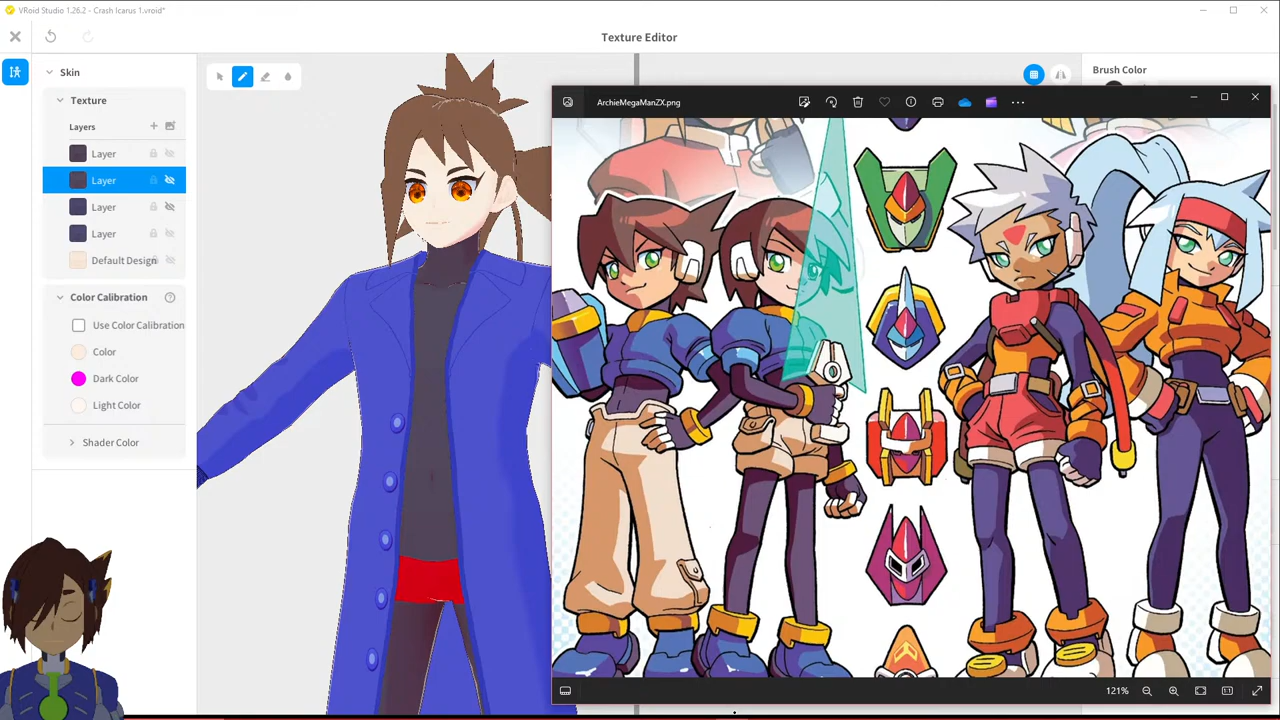 VRoid Studio 1.26.2 - Crash Icarus 1.vroid*
Texture Editor
Skin
Texture
Layers
Layer
Layer
Layer
Layer
Default Design
Color Calibration
Use Color Calibration
Color
Dark Color
Light Color
Shader Color
Brush Color
ArchieMegaManZX.png
121%